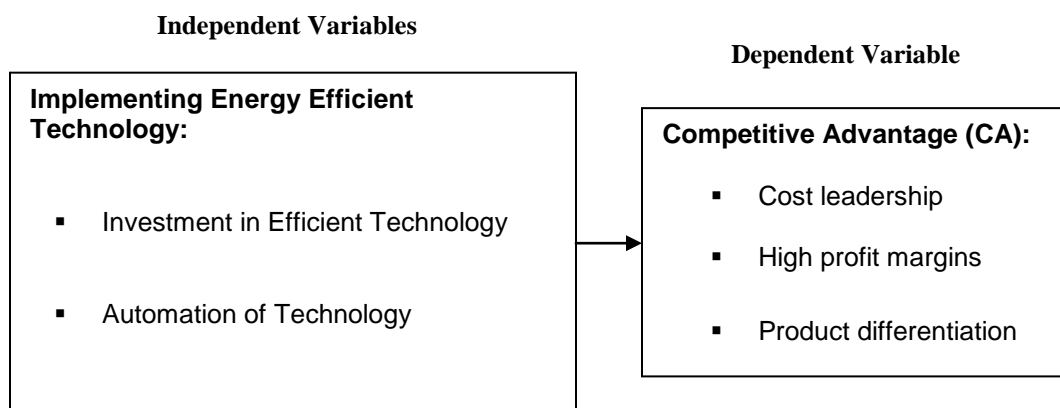 Independent Variables
Dependent Variable
Implementing Energy Efficient
Technology:
▪ Investment in Efficient Technology
▪ Automation of Technology
Competitive Advantage (CA):
▪ Cost leadership
▪ High profit margins
▪ Product differentiation